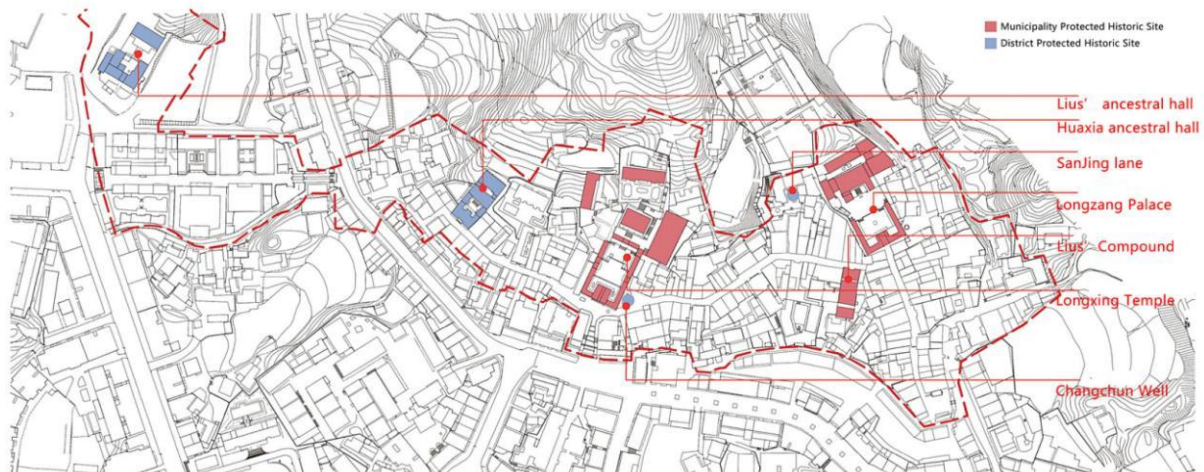 Municipality Protected Historic Site
District Protected Historic Site
Lius' ancestral hall
Huaxia ancestral hall
SanJing lane
Longzang Palace
Lius' Compound
Longxing Temple
Changchun Well